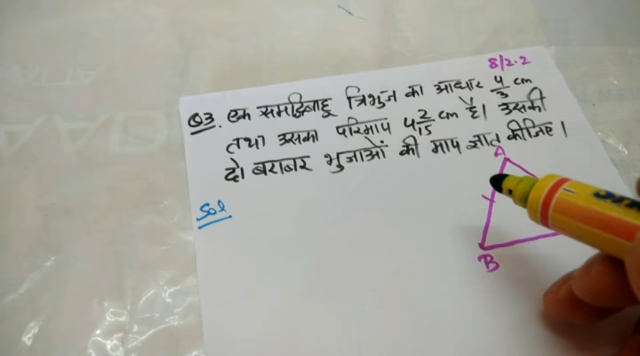 8/2.2
Q3. एक समद्विबाहू त्रिभुज का आधार 4/3 cm
तथा उसका परिमाप 4 2/15 cm है। उसकी
दो बराबर भुजाओं की माप ज्ञात कीजिए।
A
Sol
B